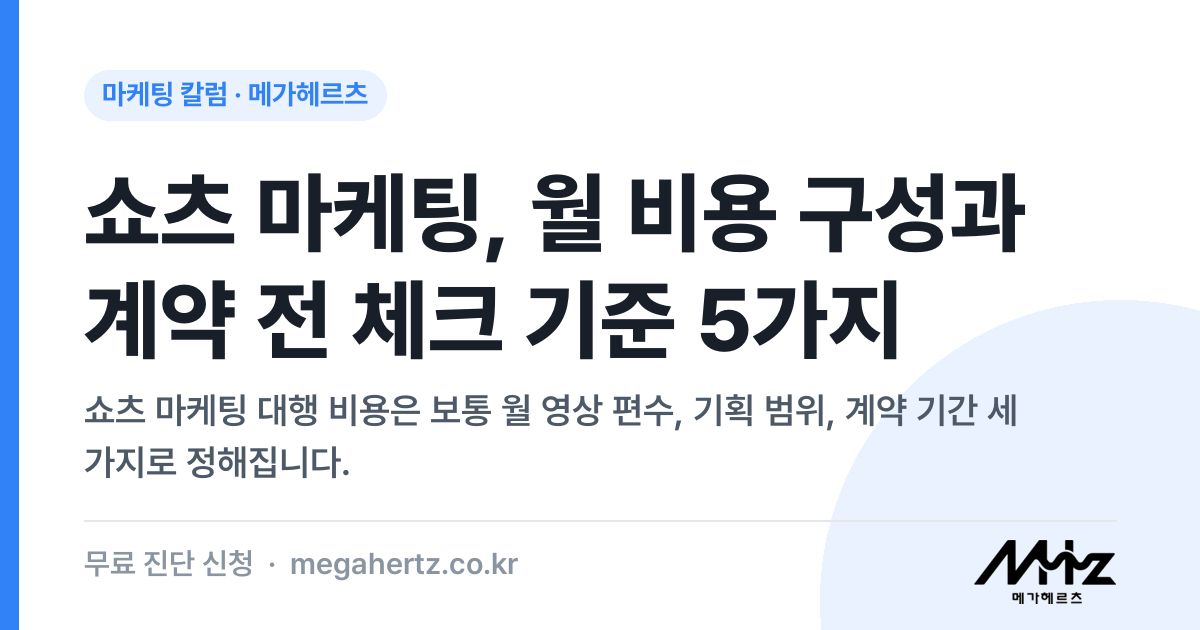 마케팅 칼럼 · 메가헤르츠
쇼츠 마케팅, 월 비용 구성과
계약 전 체크 기준 5가지
쇼츠 마케팅 대행 비용은 보통 월 영상 편수, 기획 범위, 계약 기간 세
가지로 정해집니다.
무료 진단 신청 · megahertz.co.kr
MHz
메가헤르츠